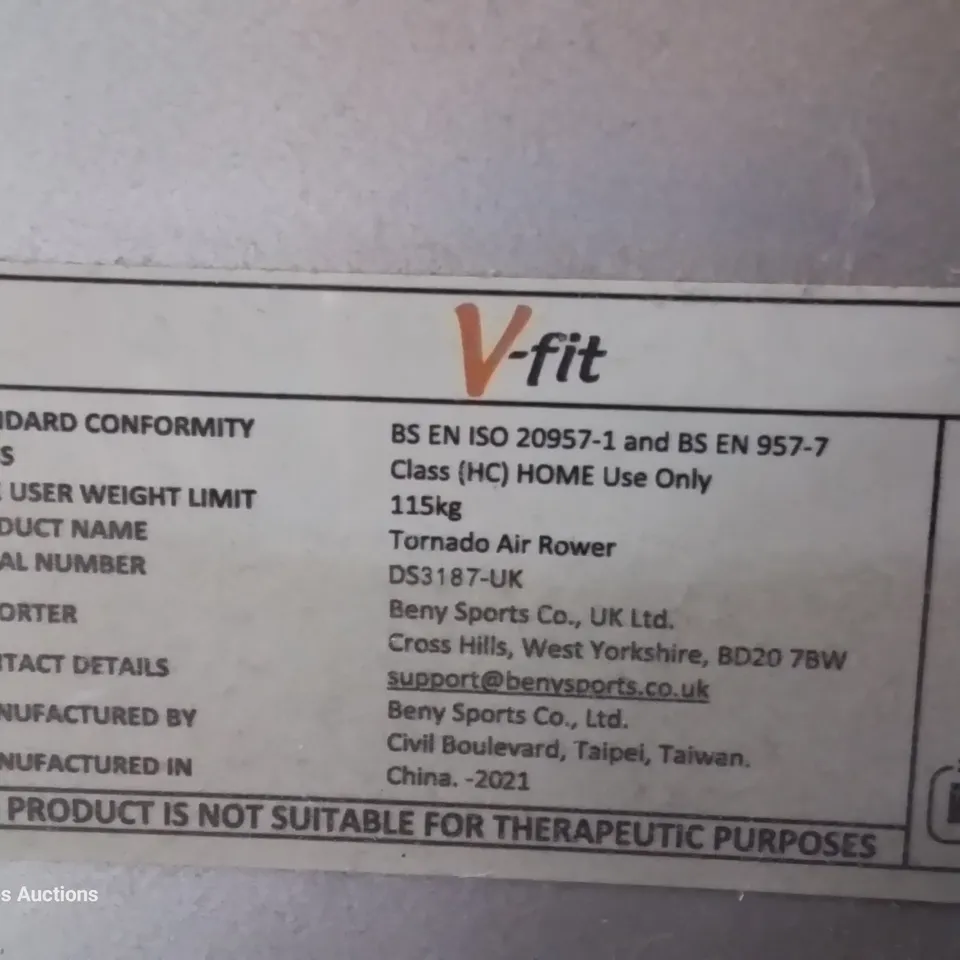 V-fit
NDARD CONFORMITY BS EN ISO 20957-1 and BS EN 957-7
S Class (HC) HOME Use Only
USER WEIGHT LIMIT 115kg
DUCT NAME Tornado Air Rower
AL NUMBER DS3187-UK
ORTER Beny Sports Co., UK Ltd.
Cross Hills, West Yorkshire, BD20 7BW
TACT DETAILS support@benysports.co.uk
NUFACTURED BY Beny Sports Co., Ltd.
Civil Boulevard, Taipei, Taiwan.
NUFACTURED IN China. -2021
PRODUCT IS NOT SUITABLE FOR THERAPEUTIC PURPOSES
s Auctions